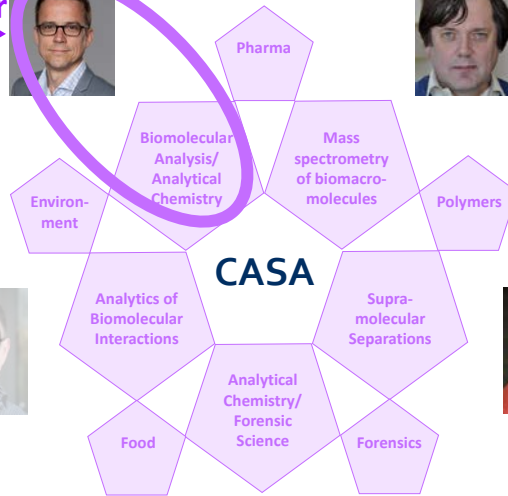 Pharma
Biomolecular
Analysis/
Analytical
Chemistry
Mass
spectrometry
of biomacro-
molecules
Environ-
ment
Polymers
CASA
Analytics of
Biomolecular
Interactions
Supra-
molecular
Separations
Analytical
Chemistry/
Forensic
Science
Food
Forensics